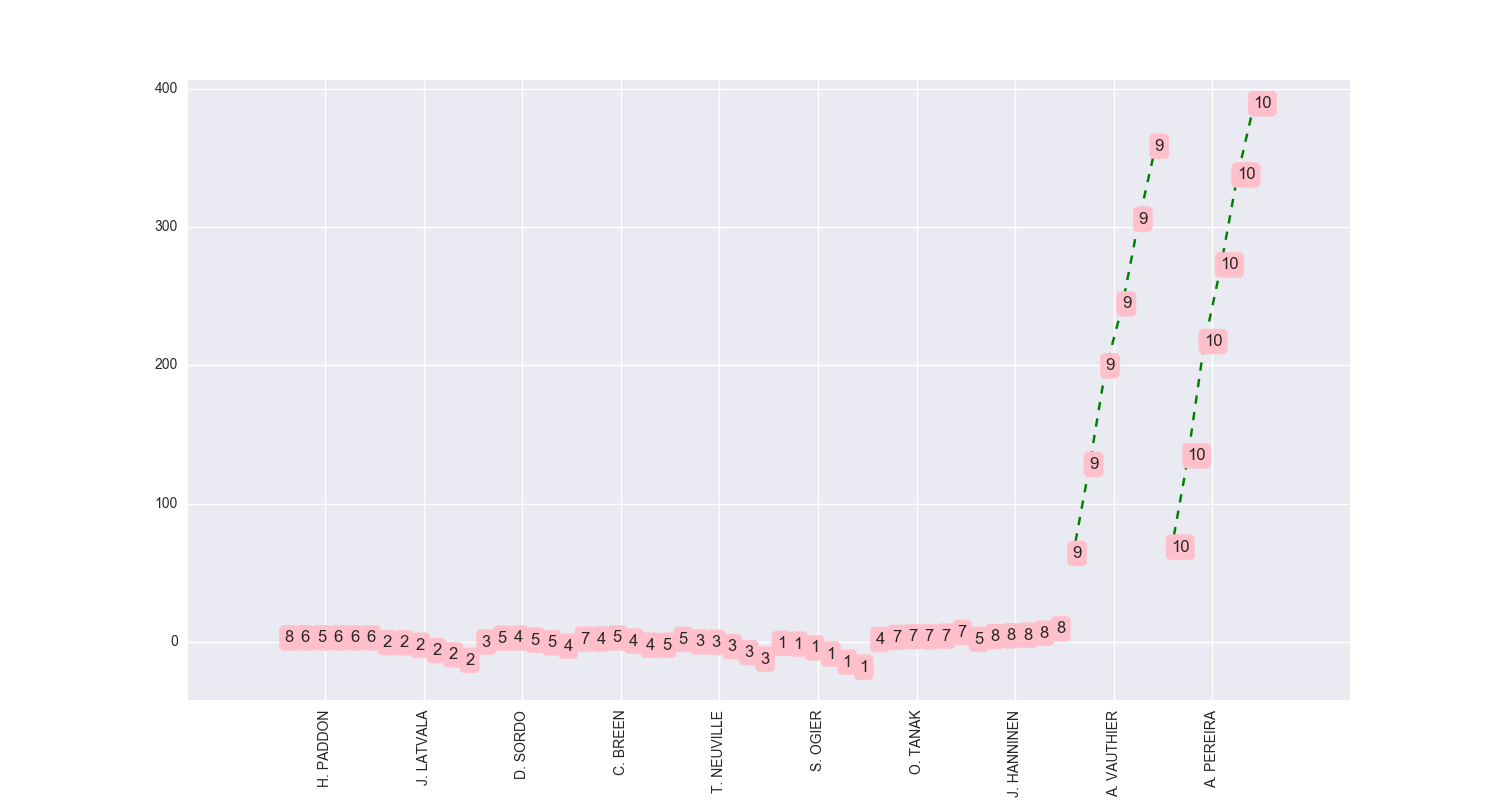 400
300
200
100
0
8 6 5 6 6 6 2 2 2 2 2 2 3 5 4 5 5 4 7 4 5 4 4 5 5 3 3 3 3 3 1 1 1 1 1 1 4 7 7 7 7 7 5 8 8 8 8 8 9 9 9 9 9 9 10 10 10 10 10 10
H. PADDON
J. LATVALA
D. SORDO
C. BREEN
T. NEUVILLE
S. OGIER
O. TANAK
J. HANNINEN
A. VAUTHIER
A. PEREIRA